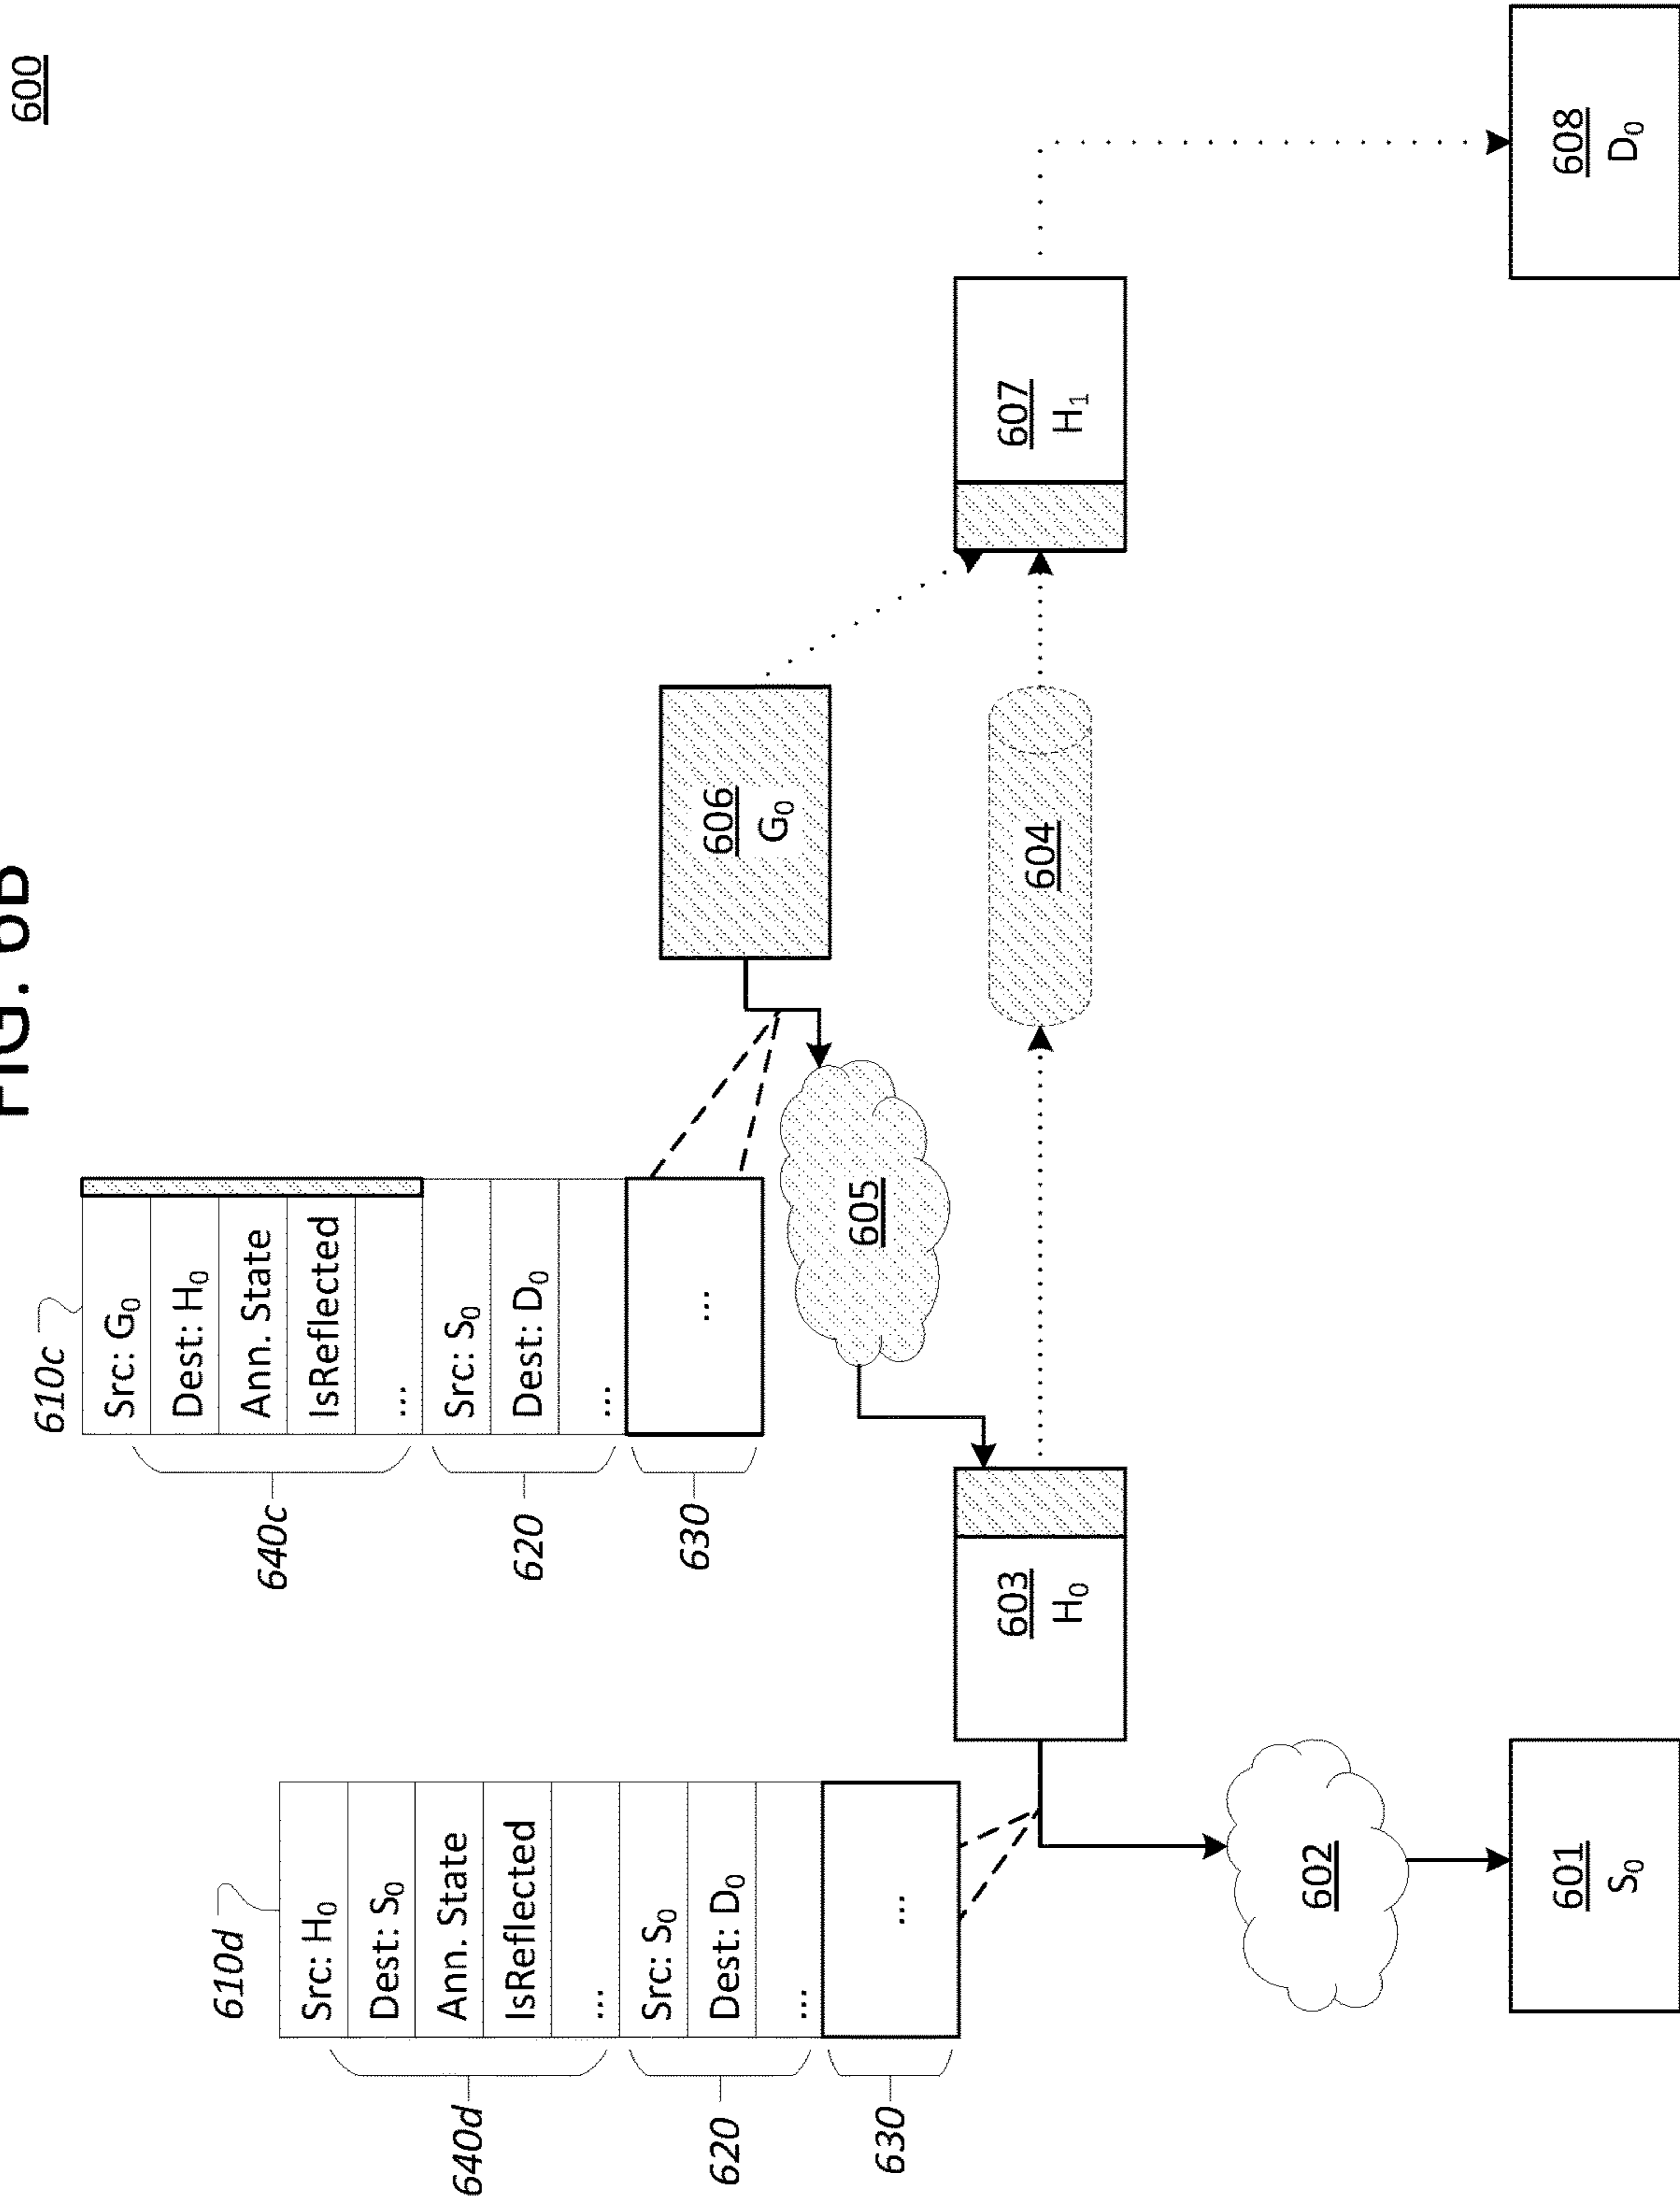 FIG. 6B
600
610c
Src: G₀
Dest: H₀
Ann. State
IsReflected
...
Src: S₀
Dest: D₀
...
...
640c
620
630
610d
Src: H₀
Dest: S₀
Ann. State
IsReflected
...
Src: S₀
Dest: D₀
...
...
640d
620
630
606
G₀
605
604
603
H₀
607
H₁
602
601
S₀
608
D₀